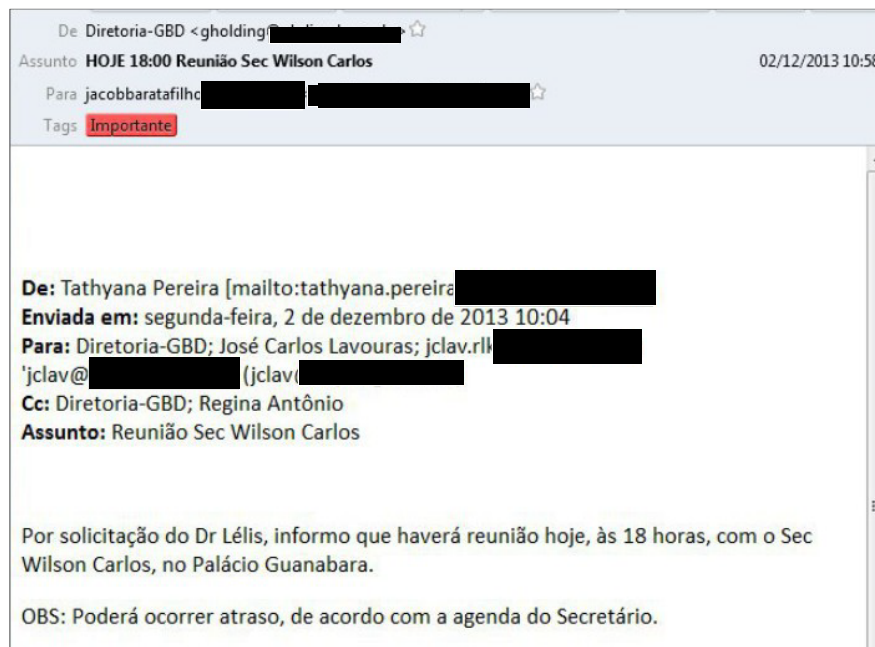 De Diretoria-GBD <gholding
Assunto HOJE 18:00 Reunião Sec Wilson Carlos 02/12/2013 10:58
Para jacobbaratafilho
Tags Importante
De: Tathyana Pereira [mailto:tathyana.pereira
Enviada em: segunda-feira, 2 de dezembro de 2013 10:04
Para: Diretoria-GBD; José Carlos Lavouras; jclav.rlk
'jclav@ (jclav
Cc: Diretoria-GBD; Regina Antônio
Assunto: Reunião Sec Wilson Carlos
Por solicitação do Dr Lélis, informo que haverá reunião hoje, às 18 horas, com o Sec
Wilson Carlos, no Palácio Guanabara.
OBS: Poderá ocorrer atraso, de acordo com a agenda do Secretário.